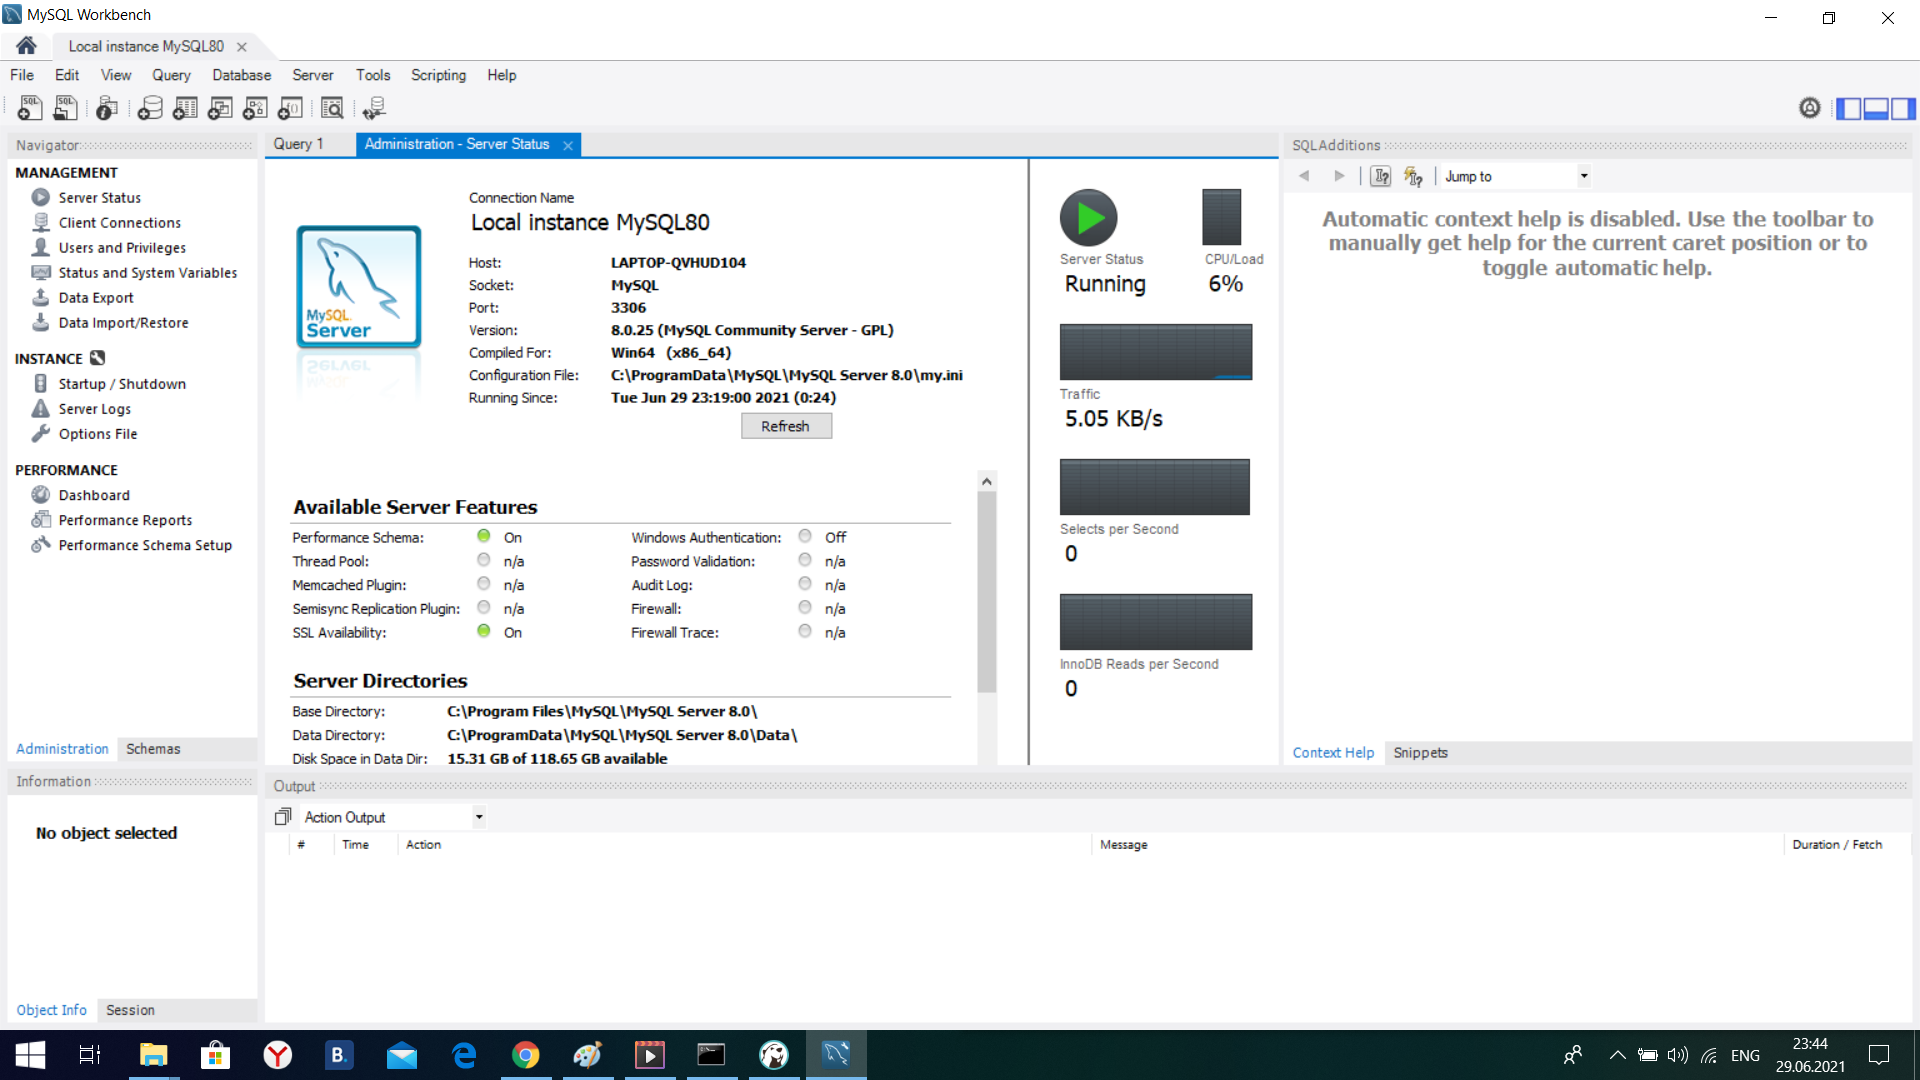 MySQL Workbench
Local instance MySQL80
File Edit View Query Database Server Tools Scripting Help
Navigator
MANAGEMENT
Server Status
Client Connections
Users and Privileges
Status and System Variables
Data Export
Data Import/Restore
INSTANCE
Startup / Shutdown
Server Logs
Options File
PERFORMANCE
Dashboard
Performance Reports
Performance Schema Setup
Administration Schemas
Information
No object selected
Object Info Session
Query 1 Administration - Server Status
MySQL
Server
Connection Name
Local instance MySQL80
Host: LAPTOP-QVHUD104
Socket: MySQL
Port: 3306
Version: 8.0.25 (MySQL Community Server - GPL)
Compiled For: Win64 (x86_64)
Configuration File: C:\ProgramData\MySQL\MySQL Server 8.0\my.ini
Running Since: Tue Jun 29 23:19:00 2021 (0:24)
Refresh
Available Server Features
Performance Schema: On Windows Authentication: Off
Thread Pool: n/a Password Validation: n/a
Memcached Plugin: n/a Audit Log: n/a
Semisync Replication Plugin: n/a Firewall: n/a
SSL Availability: On Firewall Trace: n/a
Server Directories
Base Directory: C:\Program Files\MySQL\MySQL Server 8.0\
Data Directory: C:\ProgramData\MySQL\MySQL Server 8.0\Data\
Disk Space in Data Dir: 15.31 GB of 118.65 GB available
Server Status CPU/Load
Running 6%
Traffic
5.05 KB/s
Selects per Second
0
InnoDB Reads per Second
0
SQLAdditions
Jump to
Automatic context help is disabled. Use the toolbar to
manually get help for the current caret position or to
toggle automatic help.
Context Help Snippets
Output
Action Output
# Time Action Message Duration / Fetch
B.
ENG
23:44
29.06.2021